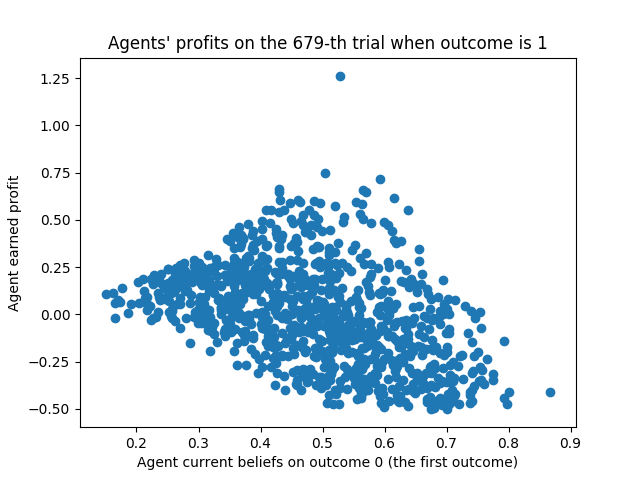 Agents' profits on the 679-th trial when outcome is 1
1.25
1.00
0.75
0.50
0.25
0.00
−0.25
−0.50
Agent earned profit
0.2 0.3 0.4 0.5 0.6 0.7 0.8 0.9
Agent current beliefs on outcome 0 (the first outcome)